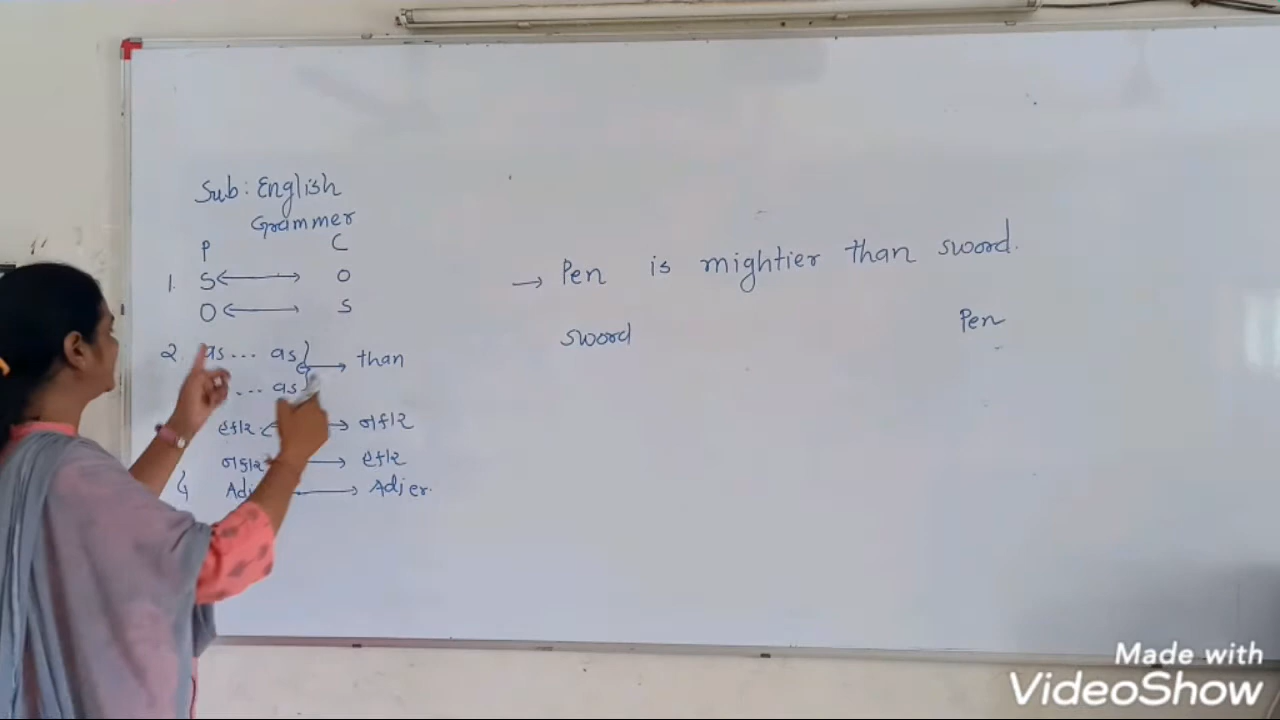 Sub: English
Grammer
P C
1. S ⟷ O
O ⟷ S
2. as... as } → than
... as
હકાર ⟷ નકાર
નકાર → હકાર
4 Adj → Adj er.
→ Pen is mightier than sword.
sword Pen
Made with
VideoShow